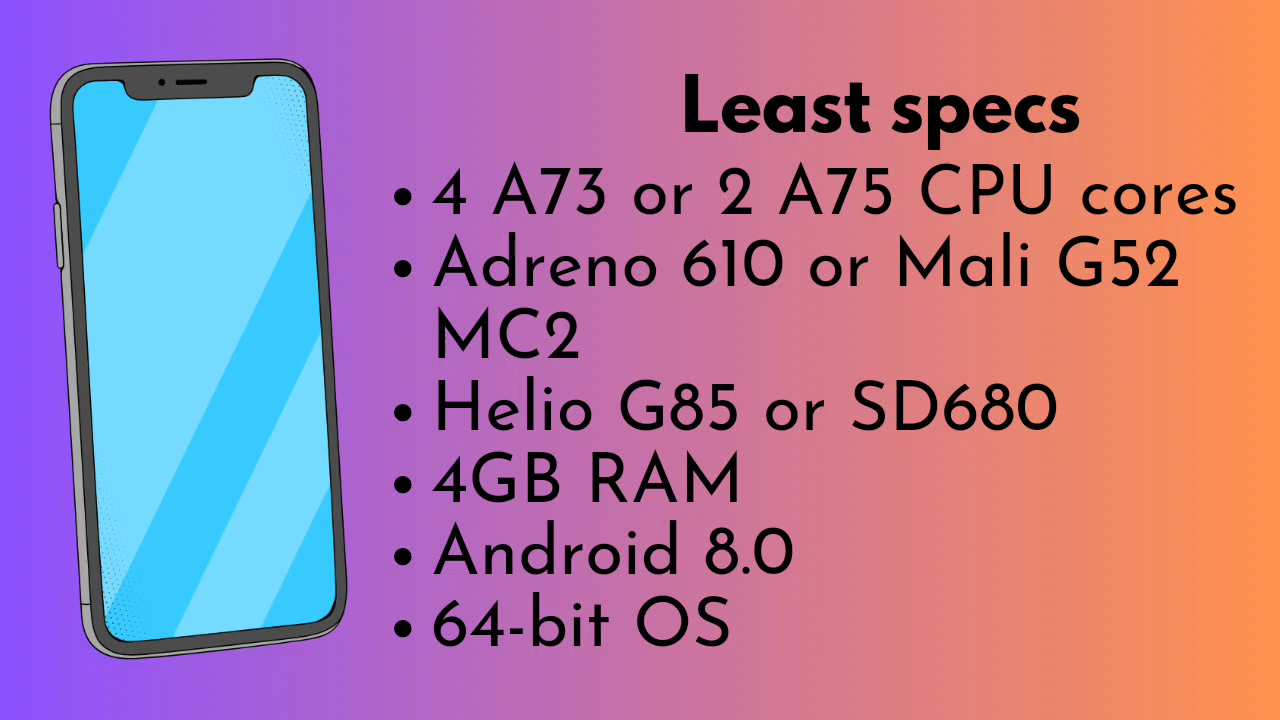 Least specs
• 4 A73 or 2 A75 CPU cores
• Adreno 610 or Mali G52
MC2
• Helio G85 or SD680
• 4GB RAM
• Android 8.0
• 64-bit OS